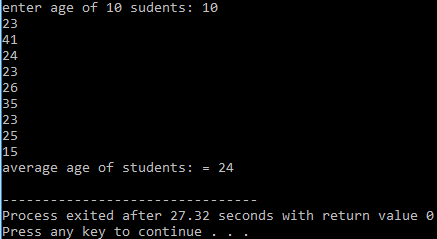 enter age of 10 sudents: 10
23
41
24
23
26
35
23
25
15
average age of students: = 24
--------------------------------
Process exited after 27.32 seconds with return value 0
Press any key to continue . . .